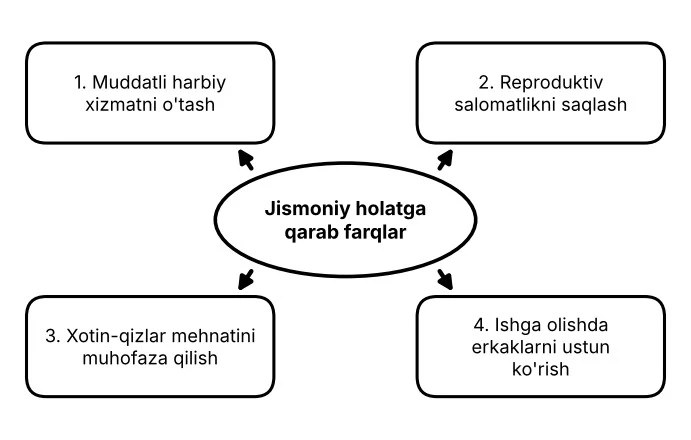 1. Muddatli harbiy
xizmatni o'tash
2. Reproduktiv
salomatlikni saqlash
Jismoniy holatga
qarab farqlar
3. Xotin-qizlar mehnatini
muhofaza qilish
4. Ishga olishda
erkaklarni ustun
ko'rish